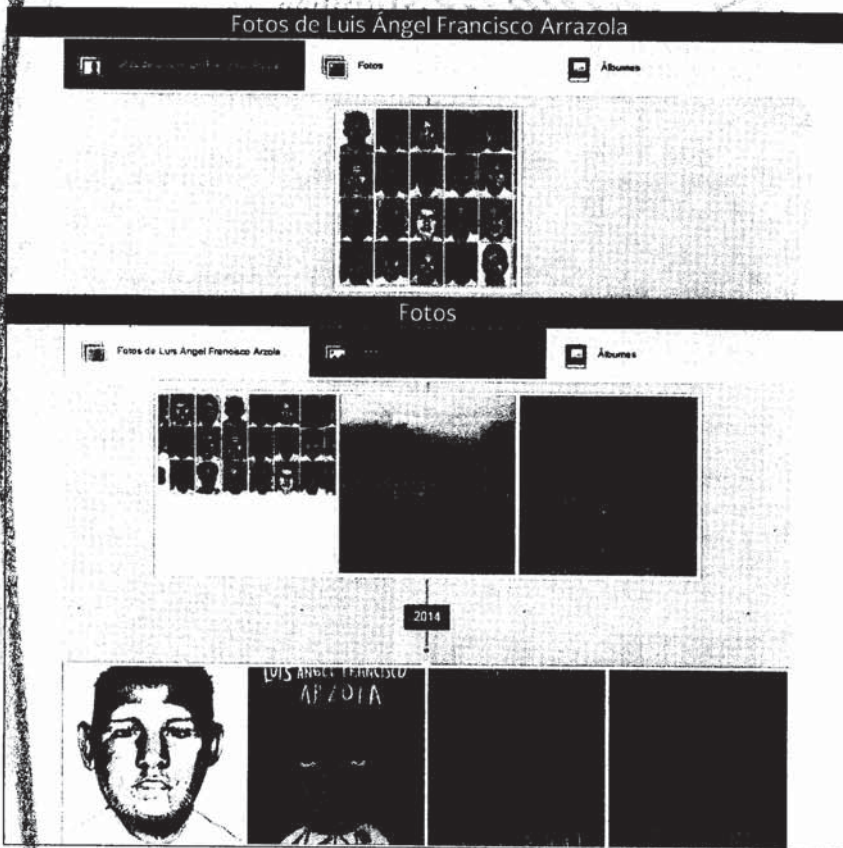 Fotos de Luis Ángel Francisco Arrazola
Fotos
Álbumes
Fotos
Fotos de Luis Angel Francisco Arzola
Álbumes
2014
LUIS ANGEL FRANCISCO
ARZOLA